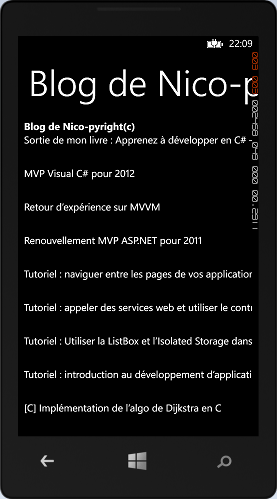 22:09
Blog de Nico-p
Blog de Nico-pyright(c)
Sortie de mon livre : Apprenez à développer en C# -
MVP Visual C# pour 2012
Retour d'expérience sur MVVM
Renouvellement MVP ASP.NET pour 2011
Tutoriel : naviguer entre les pages de vos application
Tutoriel : appeler des services web et utiliser le
Tutoriel : Utiliser la ListBox et l'Isolated Storage dans
Tutoriel : introduction au développement d'applicati
[C] Implémentation de l'algo de Dijkstra en C